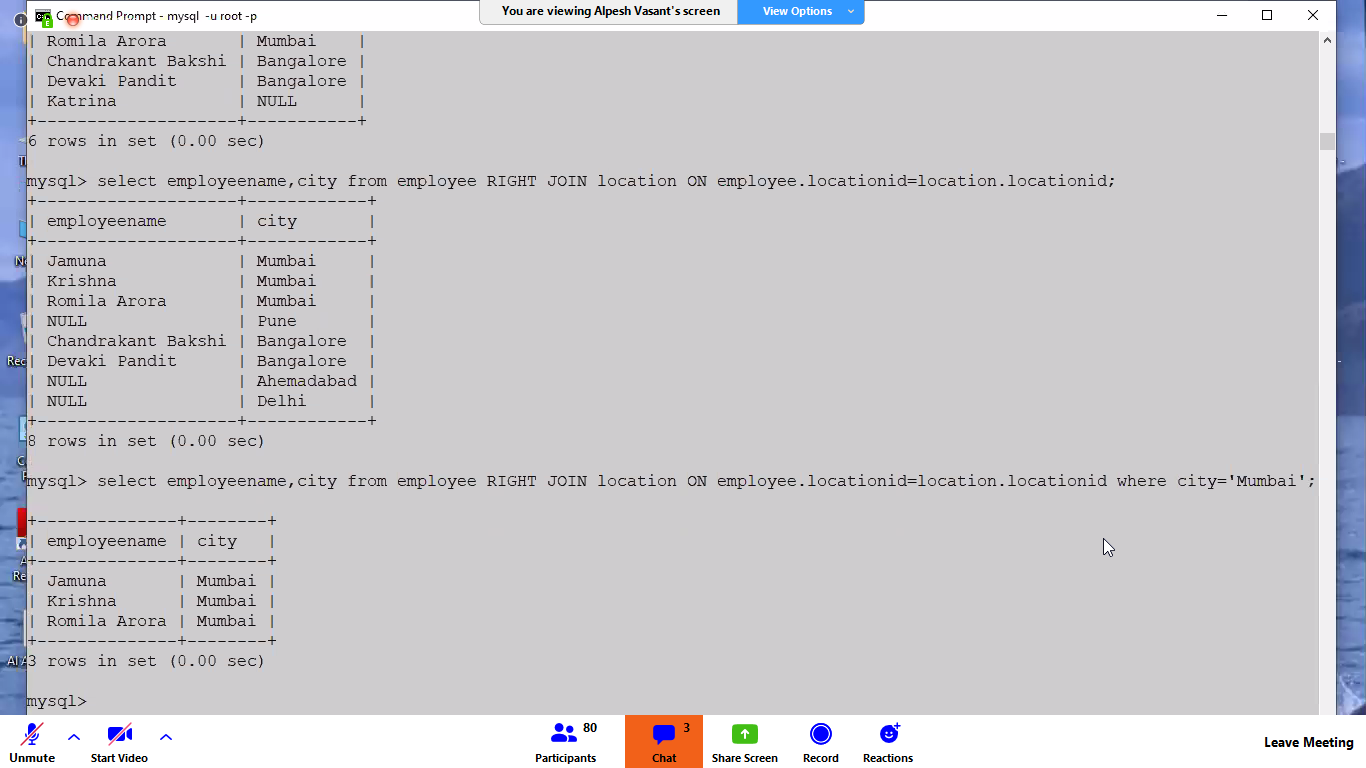 Command Prompt - mysql -u root -p
You are viewing Alpesh Vasant's screen
View Options
| Romila Arora | Mumbai |
| Chandrakant Bakshi | Bangalore |
| Devaki Pandit | Bangalore |
| Katrina | NULL |
+--------------------+-----------+
6 rows in set (0.00 sec)
mysql> select employeename,city from employee RIGHT JOIN location ON employee.locationid=location.locationid;
+--------------------+------------+
| employeename | city |
+--------------------+------------+
| Jamuna | Mumbai |
| Krishna | Mumbai |
| Romila Arora | Mumbai |
| NULL | Pune |
| Chandrakant Bakshi | Bangalore |
| Devaki Pandit | Bangalore |
| NULL | Ahemadabad |
| NULL | Delhi |
+--------------------+------------+
8 rows in set (0.00 sec)
mysql> select employeename,city from employee RIGHT JOIN location ON employee.locationid=location.locationid where city='Mumbai';
+--------------+--------+
| employeename | city |
+--------------+--------+
| Jamuna | Mumbai |
| Krishna | Mumbai |
| Romila Arora | Mumbai |
+--------------+--------+
3 rows in set (0.00 sec)
mysql>
Unmute
Start Video
Participants 80
Chat 3
Share Screen
Record
Reactions
Leave Meeting